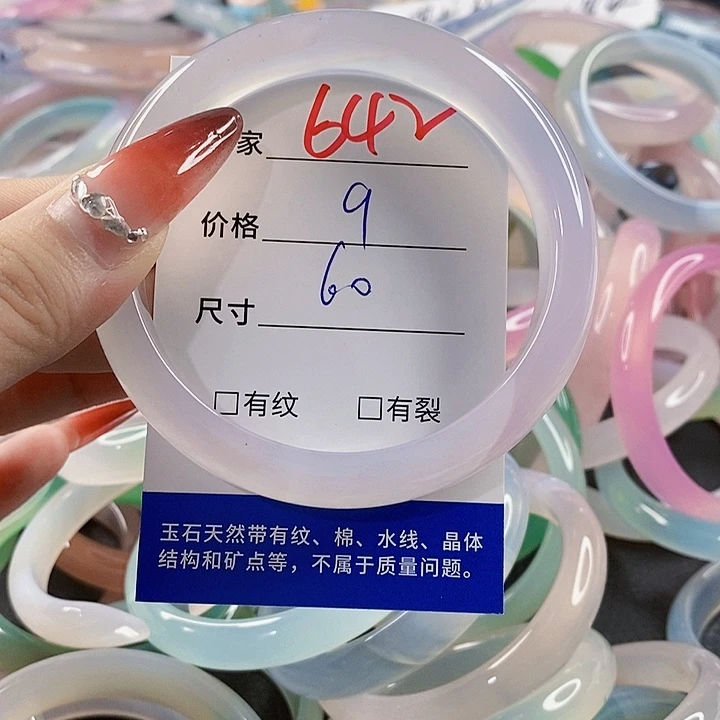 家 642
价格 9
尺寸 60
□有纹 □有裂
玉石天然带有纹、棉、水线、晶体
结构和矿点等，不属于质量问题。